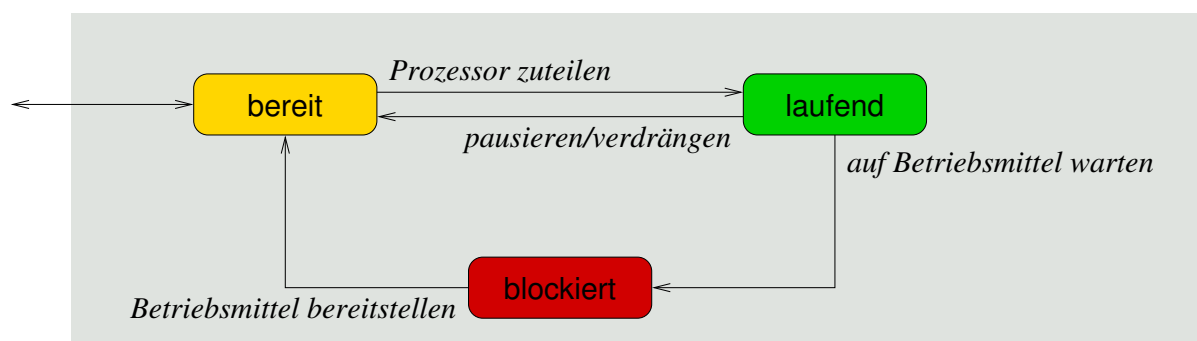 Prozessor zuteilen
bereit
laufend
pausieren/verdrängen
auf Betriebsmittel warten
blockiert
Betriebsmittel bereitstellen